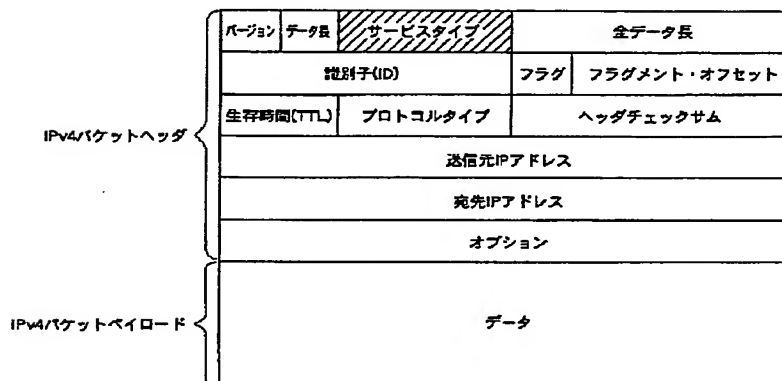 バージョン データ長 サービスタイプ 全データ長
識別子(ID) フラグ フラグメント・オフセット
IPv4パケットヘッダ
生存時間(TTL) プロトコルタイプ ヘッダチェックサム
送信元IPアドレス
宛先IPアドレス
オプション
IPv4パケットペイロード
データ